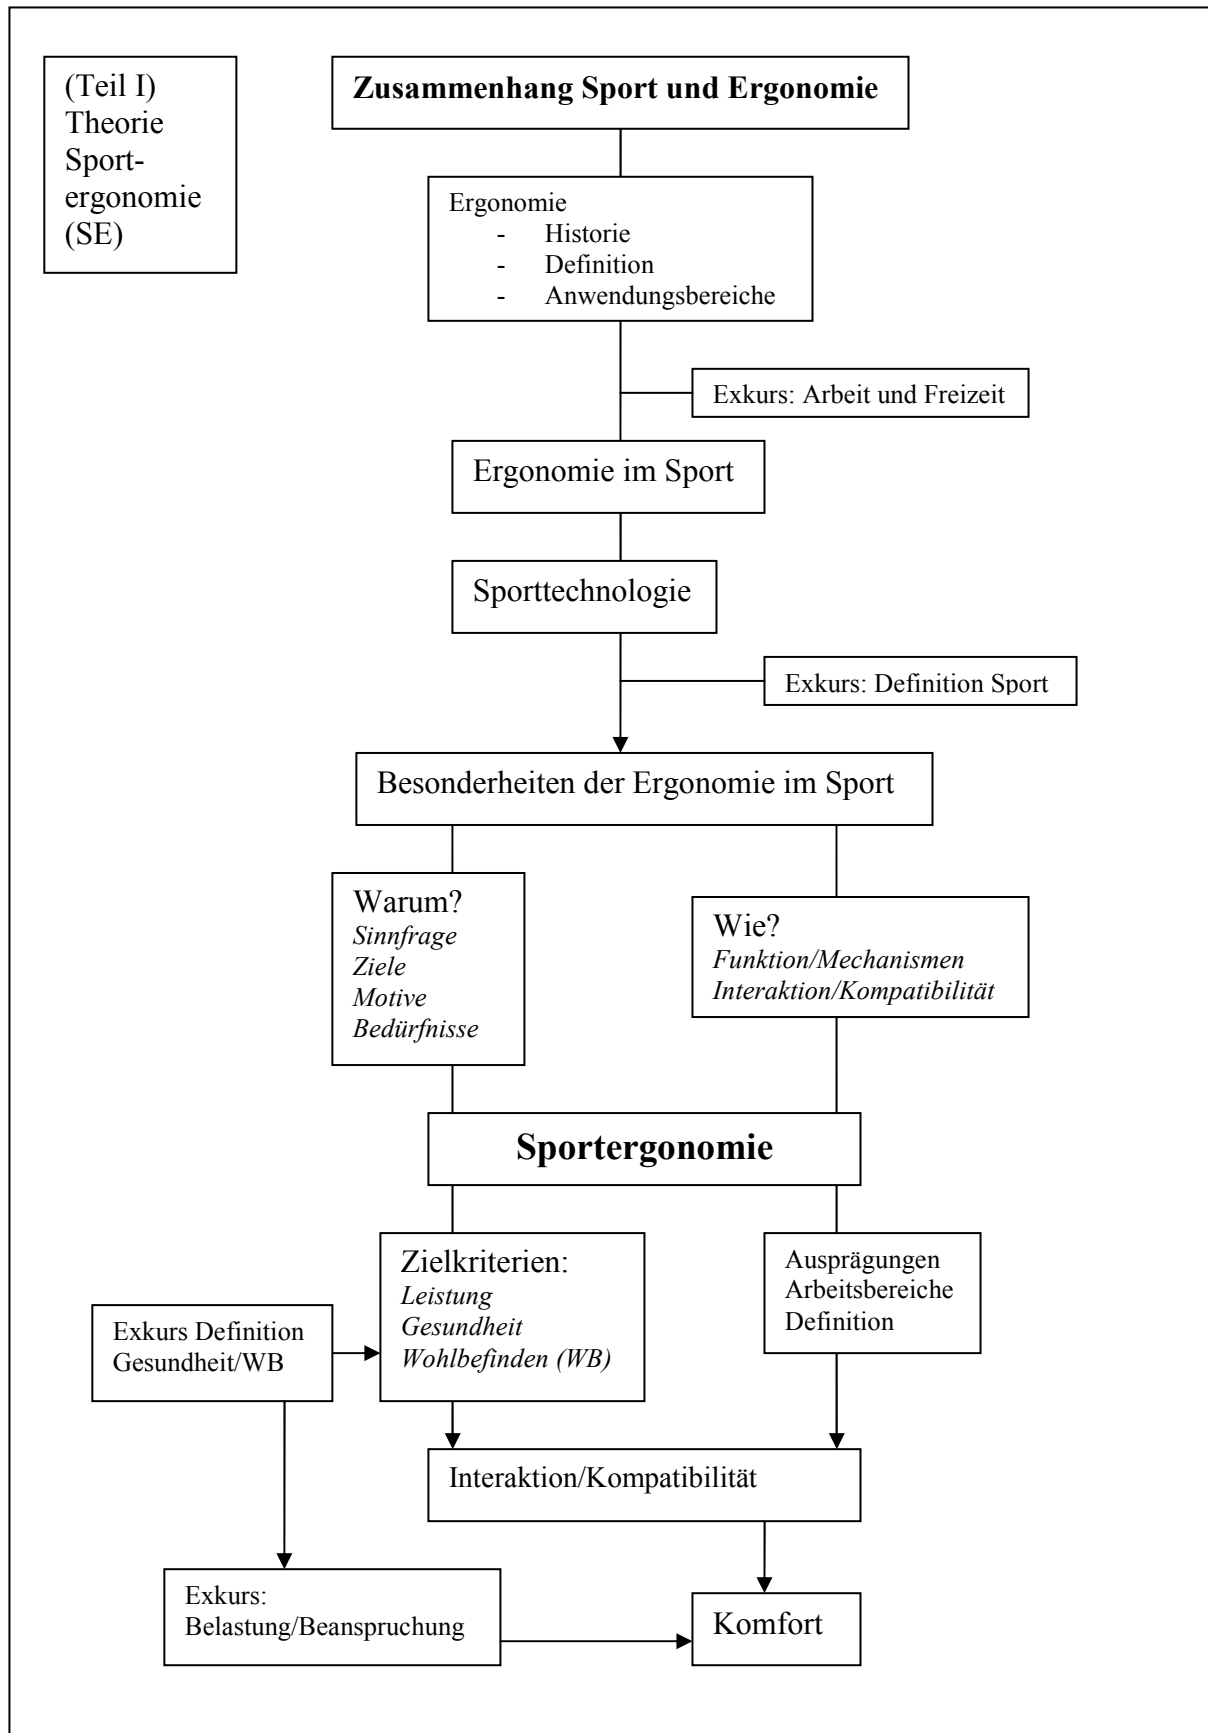 (Teil I)
Theorie
Sport-
ergonomie
(SE)
Zusammenhang Sport und Ergonomie
Ergonomie
- Historie
- Definition
- Anwendungsbereiche
Exkurs: Arbeit und Freizeit
Ergonomie im Sport
Sporttechnologie
Exkurs: Definition Sport
Besonderheiten der Ergonomie im Sport
Warum?
Sinnfrage
Ziele
Motive
Bedürfnisse
Wie?
Funktion/Mechanismen
Interaktion/Kompatibilität
Sportergonomie
Zielkriterien:
Leistung
Gesundheit
Wohlbefinden (WB)
Ausprägungen
Arbeitsbereiche
Definition
Exkurs Definition
Gesundheit/WB
Interaktion/Kompatibilität
Exkurs:
Belastung/Beanspruchung
Komfort